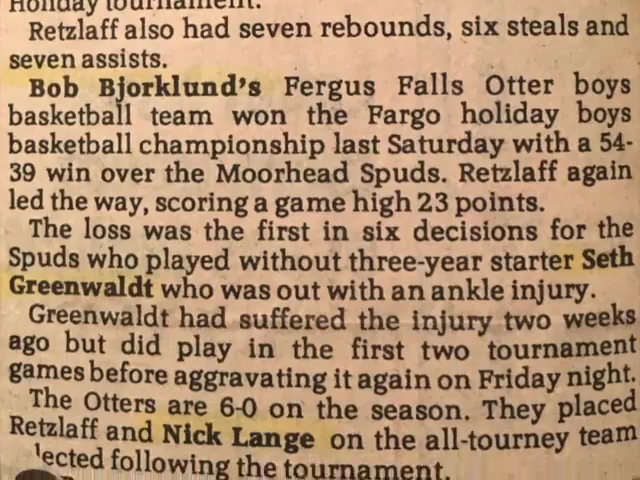 Holiday tournament.
Retzlaff also had seven rebounds, six steals and
seven assists.
Bob Bjorklund's Fergus Falls Otter boys
basketball team won the Fargo holiday boys
basketball championship last Saturday with a 54-
39 win over the Moorhead Spuds. Retzlaff again
led the way, scoring a game high 23 points.
The loss was the first in six decisions for the
Spuds who played without three-year starter Seth
Greenwaldt who was out with an ankle injury.
Greenwaldt had suffered the injury two weeks
ago but did play in the first two tournament
games before aggravating it again on Friday night.
The Otters are 6-0 on the season. They placed
Retzlaff and Nick Lange on the all-tourney team
lected following the tournament.